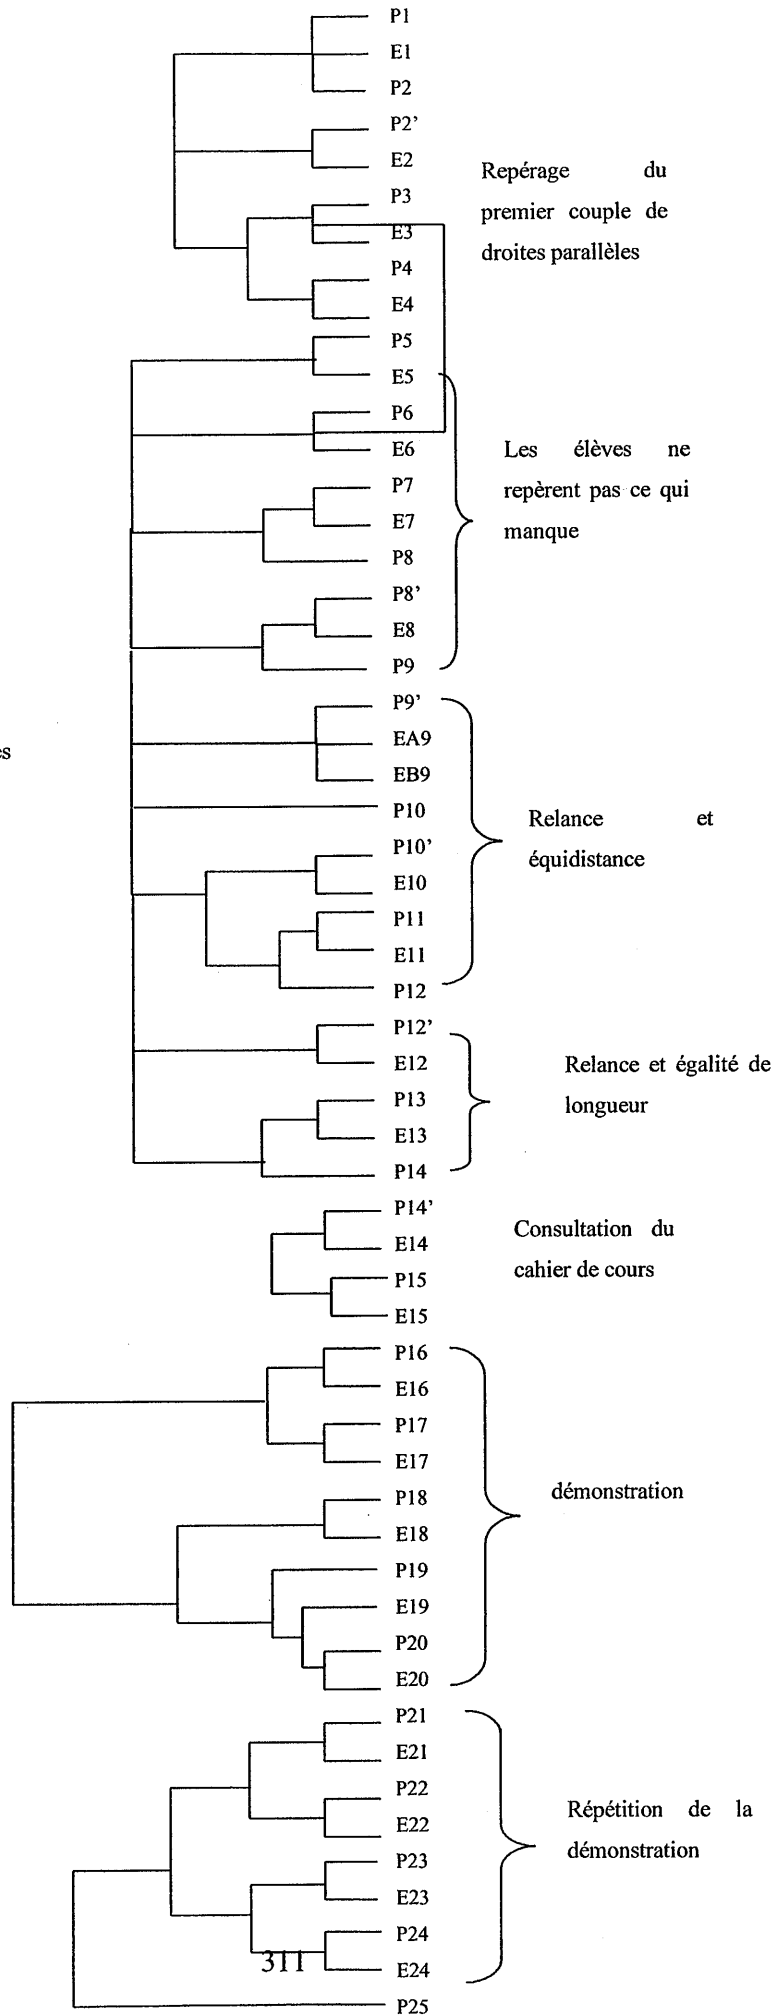 P1
E1
P2
P2’
E2
P3
E3
P4
E4
Repérage du
premier couple de
droites parallèles
P5
E5
P6
E6
P7
E7
P8
P8’
E8
P9
Les élèves ne
repèrent pas ce qui
manque
es
P9’
EA9
EB9
P10
P10’
E10
P11
E11
P12
Relance et
équidistance
P12’
E12
P13
E13
P14
Relance et égalité de
longueur
P14’
E14
P15
E15
Consultation du
cahier de cours
P16
E16
P17
E17
P18
E18
P19
E19
P20
E20
démonstration
P21
E21
P22
E22
P23
E23
P24
E24
Répétition de la
démonstration
311
P25